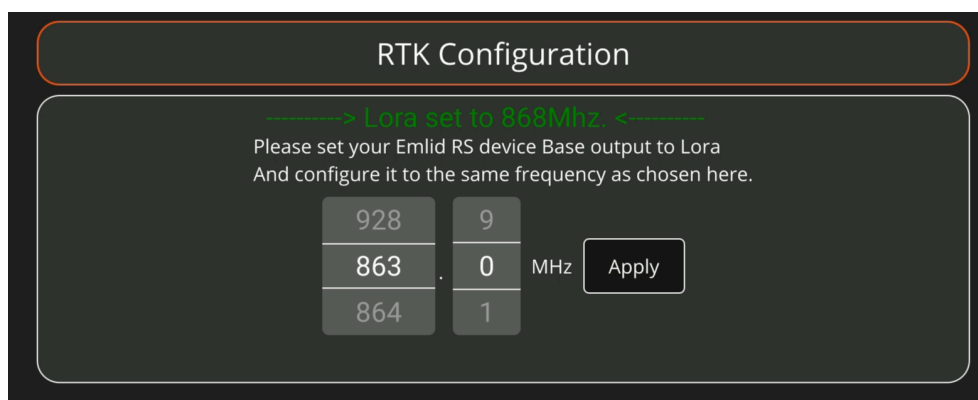 RTK Configuration
----------> Lora set to 868Mhz. <----------
Please set your Emlid RS device Base output to Lora
And configure it to the same frequency as chosen here.
928 9
863 . 0 MHz Apply
864 1